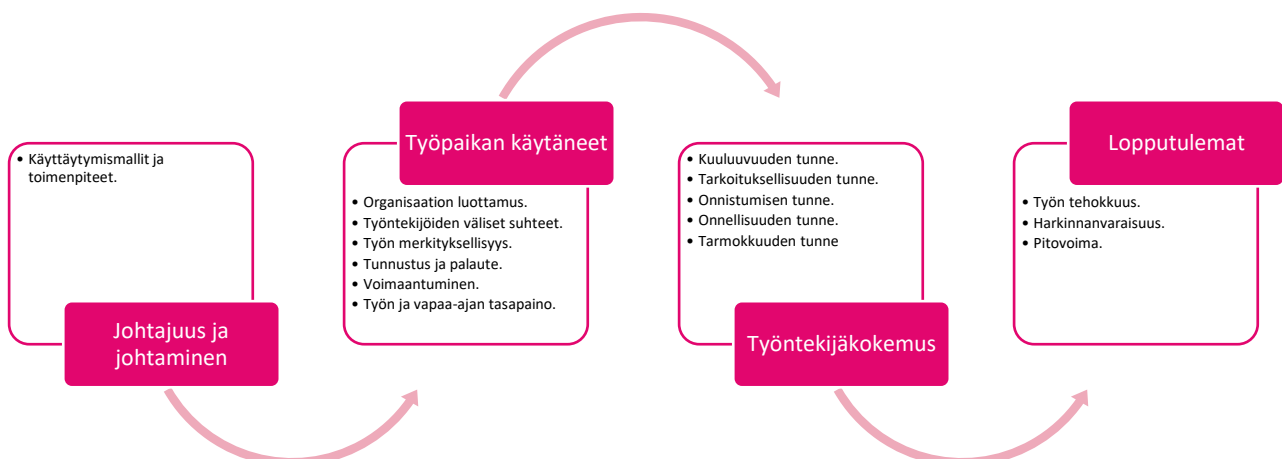 • Käyttäytymismallit ja
toimenpiteet.
Johtajuus ja
johtaminen
Työpaikan käytäneet
• Organisaation luottamus.
• Työntekijöiden väliset suhteet.
• Työn merkityksellisyys.
• Tunnustus ja palaute.
• Voimaantuminen.
• Työn ja vapaa-ajan tasapaino.
• Kuuluvuuden tunne.
• Tarkoituksellisuuden tunne.
• Onnistumisen tunne.
• Onnellisuuden tunne.
• Tarmokkuuden tunne
Työntekijäkokemus
Lopputulemat
• Työn tehokkuus.
• Harkinnanvaraisuus.
• Pitovoima.